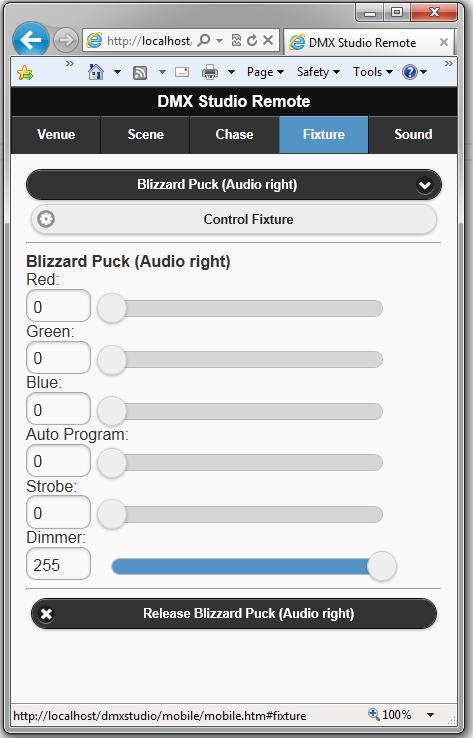 http://localhost/
DMX Studio Remote
Page Safety Tools
DMX Studio Remote
Venue Scene Chase Fixture Sound
Blizzard Puck (Audio right)
Control Fixture
Blizzard Puck (Audio right)
Red:
0
Green:
0
Blue:
0
Auto Program:
0
Strobe:
0
Dimmer:
255
Release Blizzard Puck (Audio right)
http://localhost/dmxstudio/mobile/mobile.htm#fixture 100%